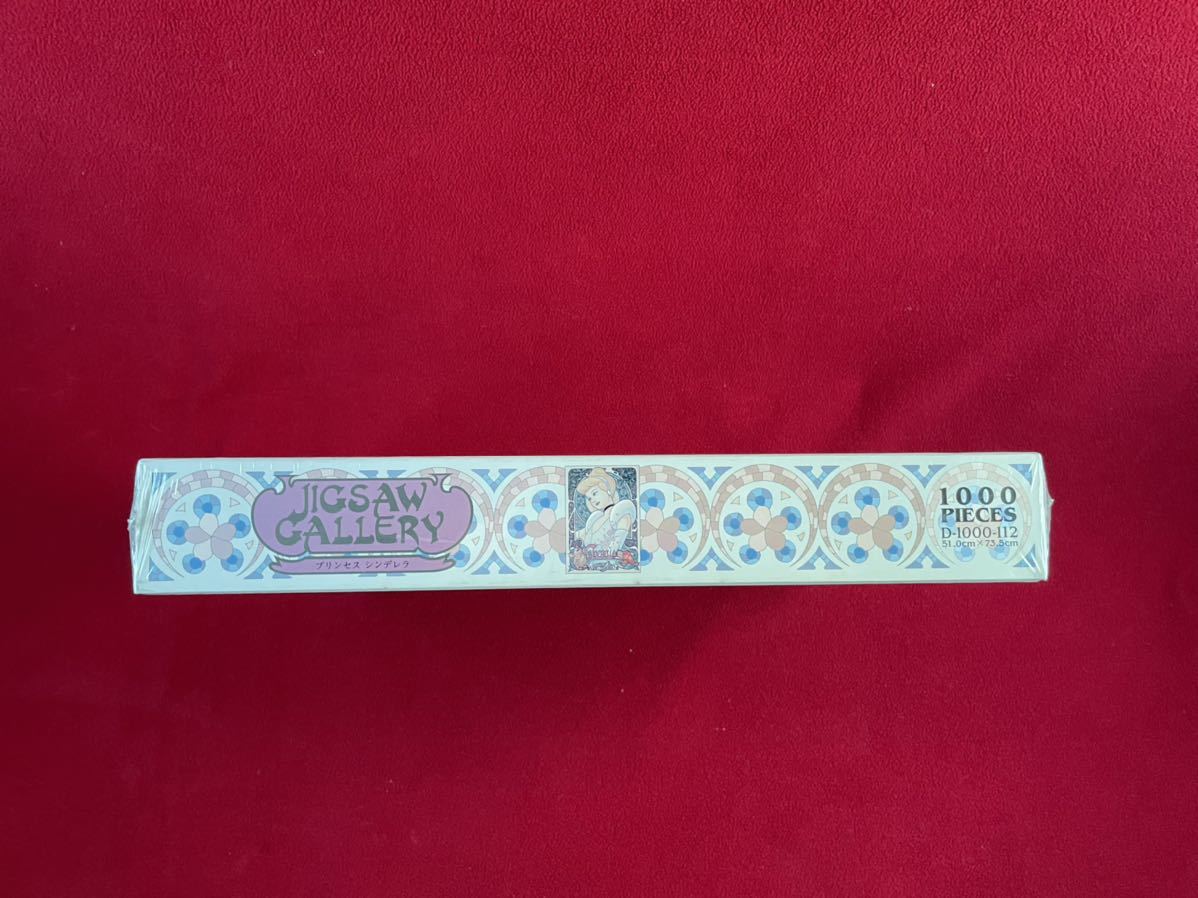 JIGSAW
GALLERY
プリンセス シンデレラ
1000
PIECES
D-1000-112
51.0cm×73.5cm